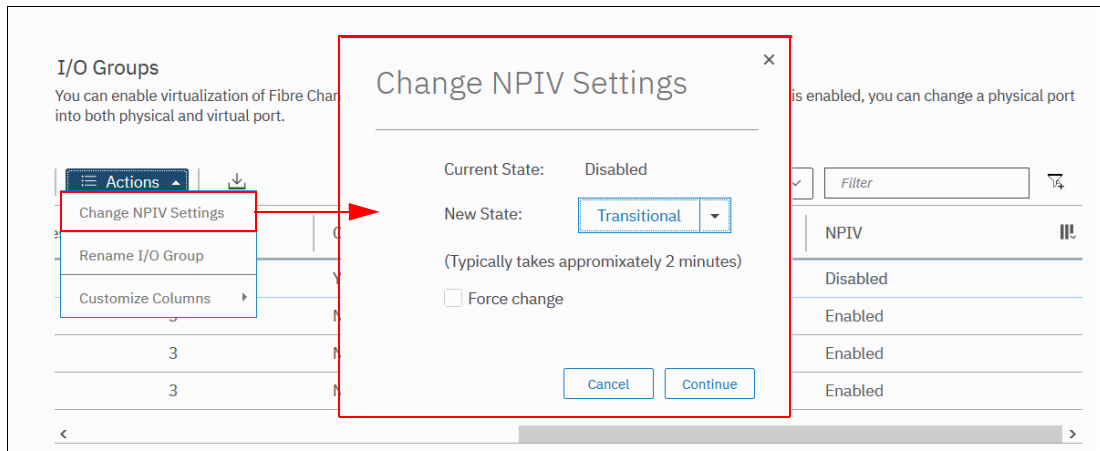 I/O Groups
You can enable virtualization of Fibre Chan
is enabled, you can change a physical port
into both physical and virtual port.
Actions
Filter
Change NPIV Settings
Rename I/O Group
Customize Columns
NPIV
Disabled
Enabled
3
Enabled
3
Enabled
Change NPIV Settings
Current State: Disabled
New State: Transitional
(Typically takes appromixately 2 minutes)
Force change
Cancel Continue